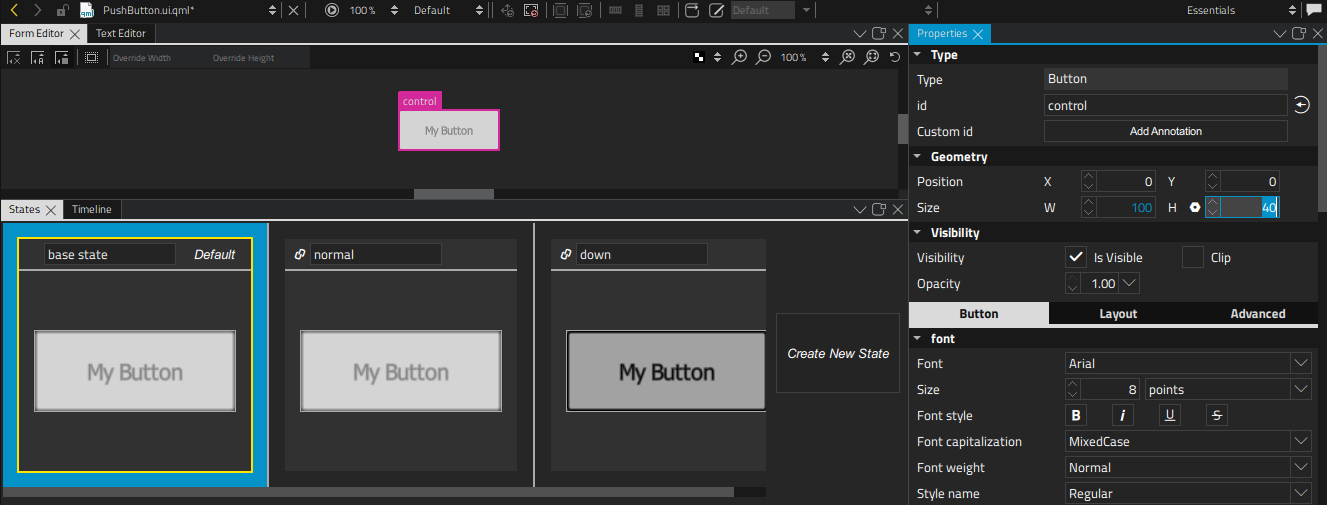 PushButton.ui.qml* 100% Default Default Essentials
Form Editor Text Editor
Override Width Override Height 100%
control
My Button
States Timeline
base state Default normal down
My Button My Button My Button
Create New State
Properties
Type
Type Button
id control
Custom id Add Annotation
Geometry
Position X 0 Y 0
Size W 100 H 40
Visibility
Visibility Is Visible Clip
Opacity 1.00
Button Layout Advanced
font
Font Arial
Size 8 points
Font style B i U S
Font capitalization MixedCase
Font weight Normal
Style name Regular